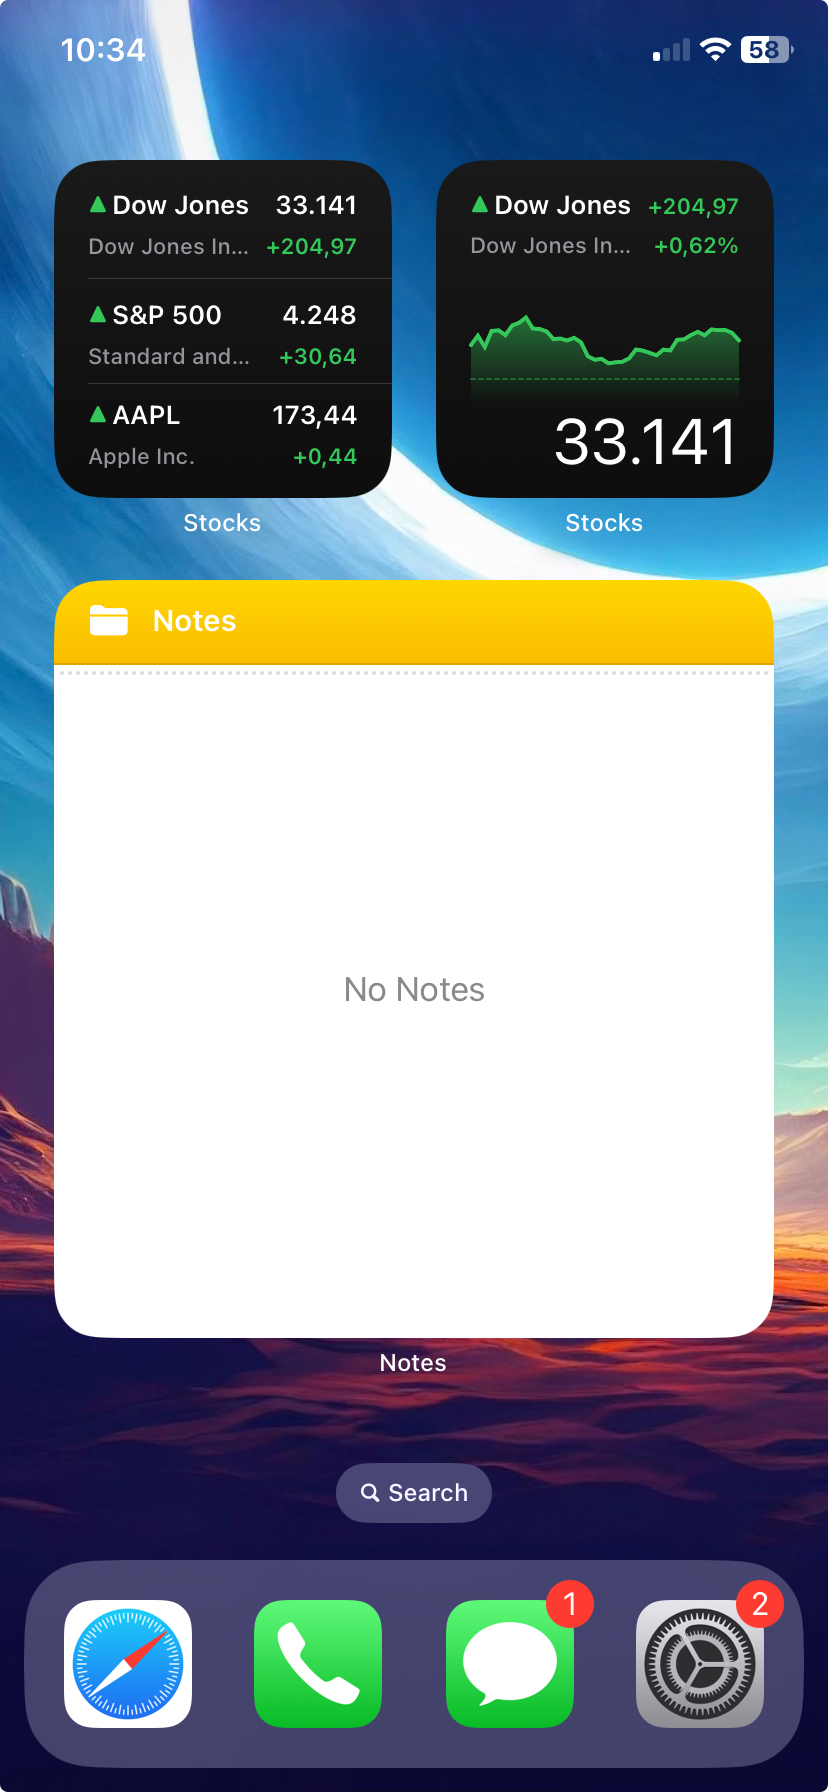 10:34
58
Dow Jones 33.141
Dow Jones In... +204,97
S&P 500 4.248
Standard and... +30,64
AAPL 173,44
Apple Inc. +0,44
Stocks
Dow Jones +204,97
Dow Jones In... +0,62%
33.141
Stocks
Notes
No Notes
Notes
Search
1
2